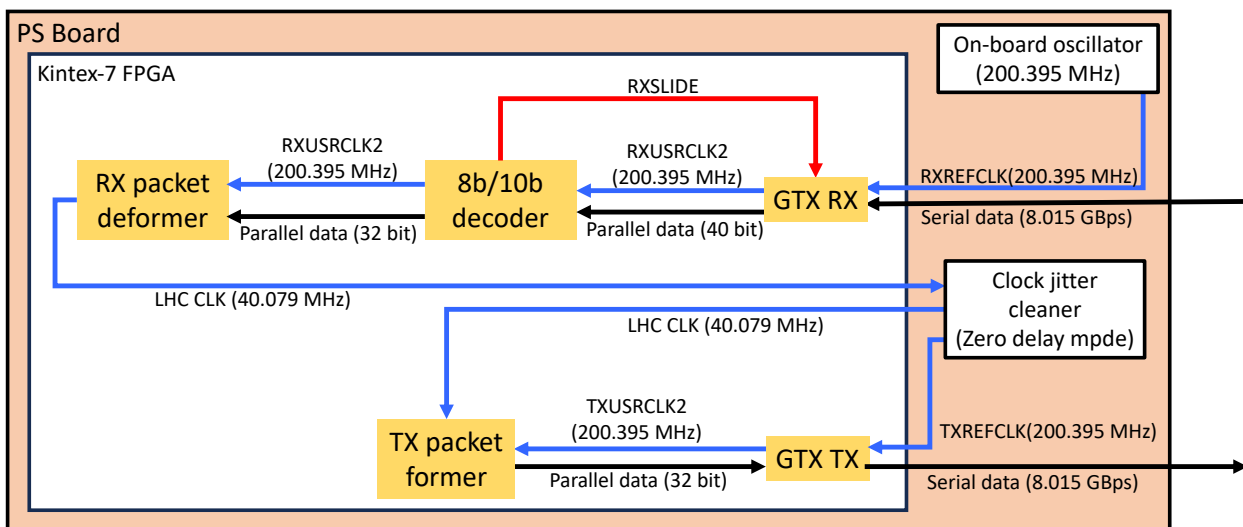 PS Board
On-board oscillator
(200.395 MHz)
Kintex-7 FPGA
RXSLIDE
RXUSRCLK2
(200.395 MHz)
RXUSRCLK2
(200.395 MHz)
RX packet
deformer
8b/10b
decoder
GTX RX
RXREFCLK(200.395 MHz)
Parallel data (32 bit)
Parallel data (40 bit)
Serial data (8.015 GBps)
LHC CLK (40.079 MHz)
LHC CLK (40.079 MHz)
Clock jitter
cleaner
(Zero delay mpde)
TXUSRCLK2
(200.395 MHz)
TX packet
former
GTX TX
TXREFCLK(200.395 MHz)
Parallel data (32 bit)
Serial data (8.015 GBps)